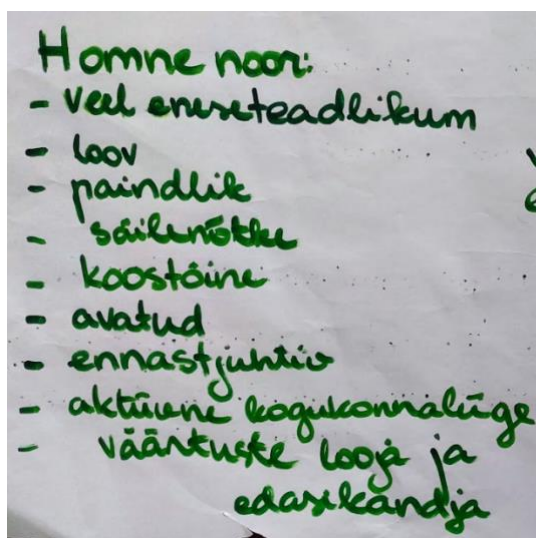 Homne noor:
- veel eneseteadlikum
- loov
- paindlik
- säilenõtke
- koostöine
- avatud
- ennastjuhtiv
- aktiivne kogukonnaliige
- väärtuste looja ja
edasikandja